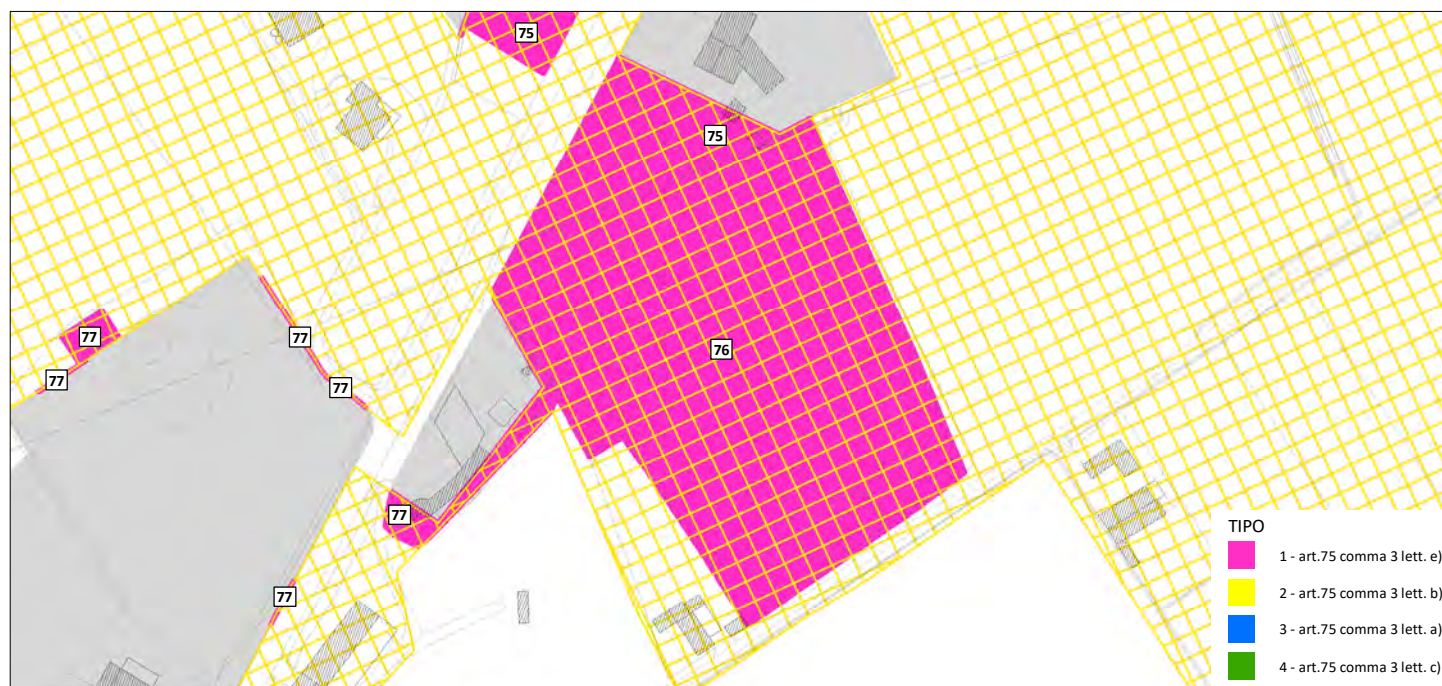 75
75
76
77
77
77
77
77
77
TIPO
1 - art.75 comma 3 lett. e)
2 - art.75 comma 3 lett. b)
3 - art.75 comma 3 lett. a)
4 - art.75 comma 3 lett. c)